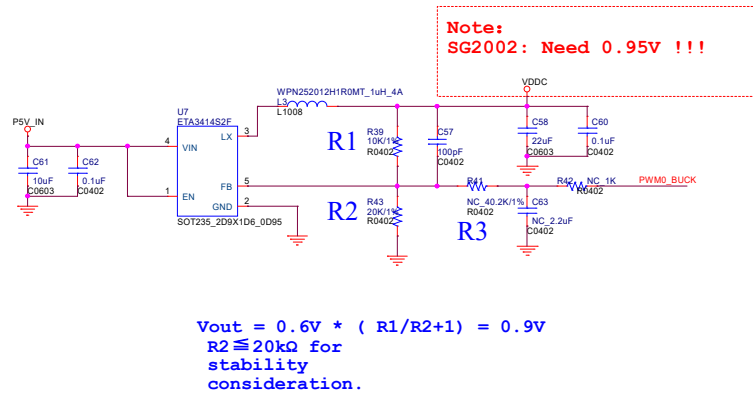 Note:
SG2002: Need 0.95V !!!
VDDC
WPN252012H1R0MT_1uH_4A
L3
L1008
U7
ETA3414S2F
P5V_IN
4
VIN
LX
3
R1
R39
10K/1%
R0402
C57
100pF
C0402
C58
22uF
C0603
C60
0.1uF
C0402
C61
10uF
C0603
C62
0.1uF
C0402
1
EN
FB
5
GND
2
SOT235_2D9X1D6_0D95
R2
R43
20K/1%
R0402
R41
NC_40.2K/1%
R0402
R3
R42
NC_1K
R0402
PWM0_BUCK
C63
NC_2.2uF
C0402
Vout = 0.6V * ( R1/R2+1) = 0.9V
R2≦20kΩ for
stability
consideration.